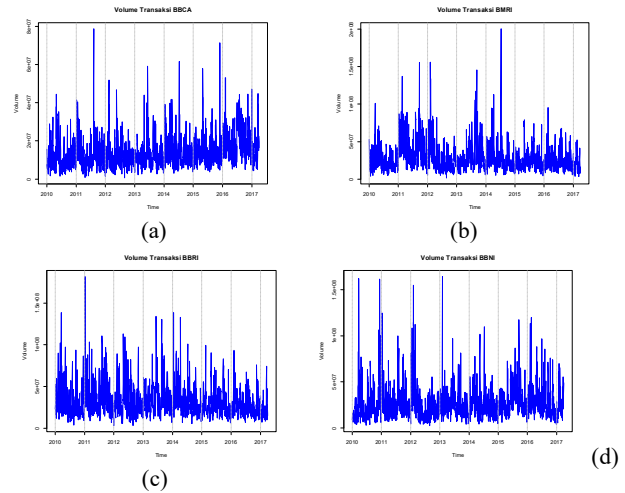 Volume Transaksi BBCA
Volume
0 2e+07 4e+07 6e+07 8e+07
2010 2011 2012 2013 2014 2015 2016 2017
Time
(a)
Volume Transaksi BMRI
Volume
0e+00 5e+07 1e+08 2e+08
2010 2011 2012 2013 2014 2015 2016 2017
Time
(b)
Volume Transaksi BBRI
Volume
0 5e+07 1e+08 1.5e+08
2010 2011 2012 2013 2014 2015 2016 2017
Time
(c)
Volume Transaksi BBNI
Volume
0 5e+07 1e+08 1.5e+08
2010 2011 2012 2013 2014 2015 2016 2017
Time
(d)